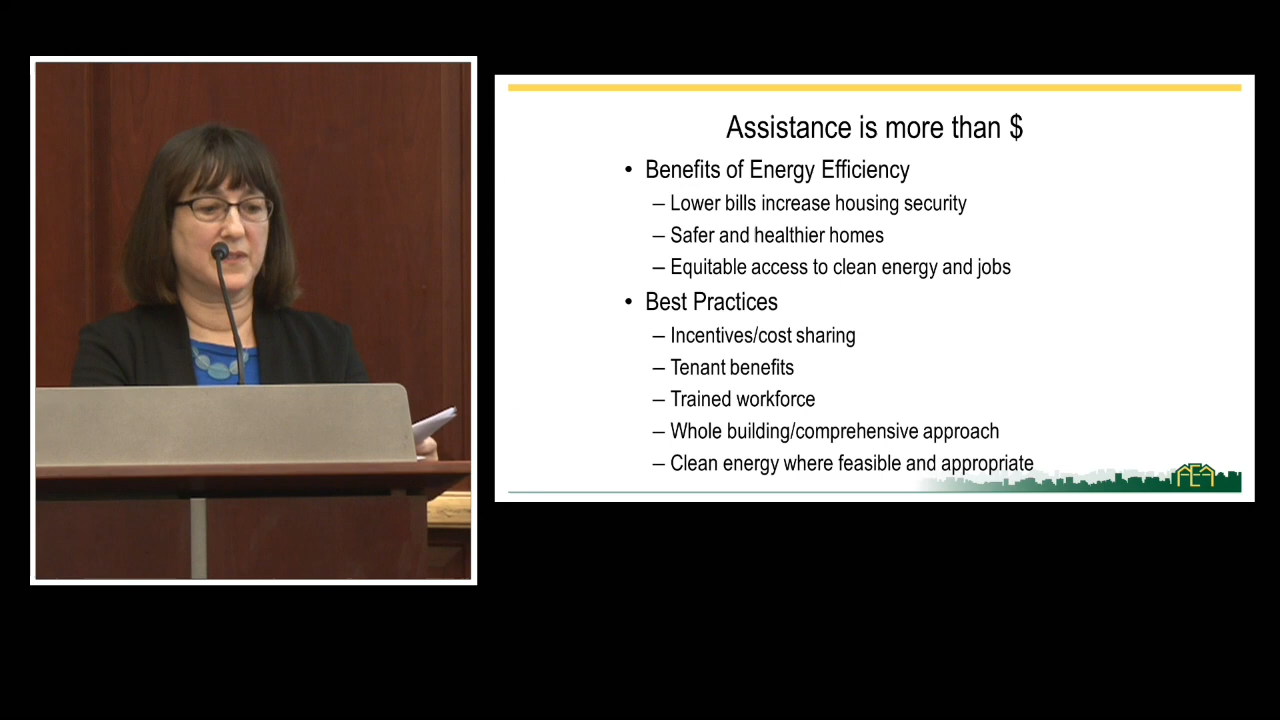 Assistance is more than $
• Benefits of Energy Efficiency
– Lower bills increase housing security
– Safer and healthier homes
– Equitable access to clean energy and jobs
• Best Practices
– Incentives/cost sharing
– Tenant benefits
– Trained workforce
– Whole building/comprehensive approach
– Clean energy where feasible and appropriate
AEA